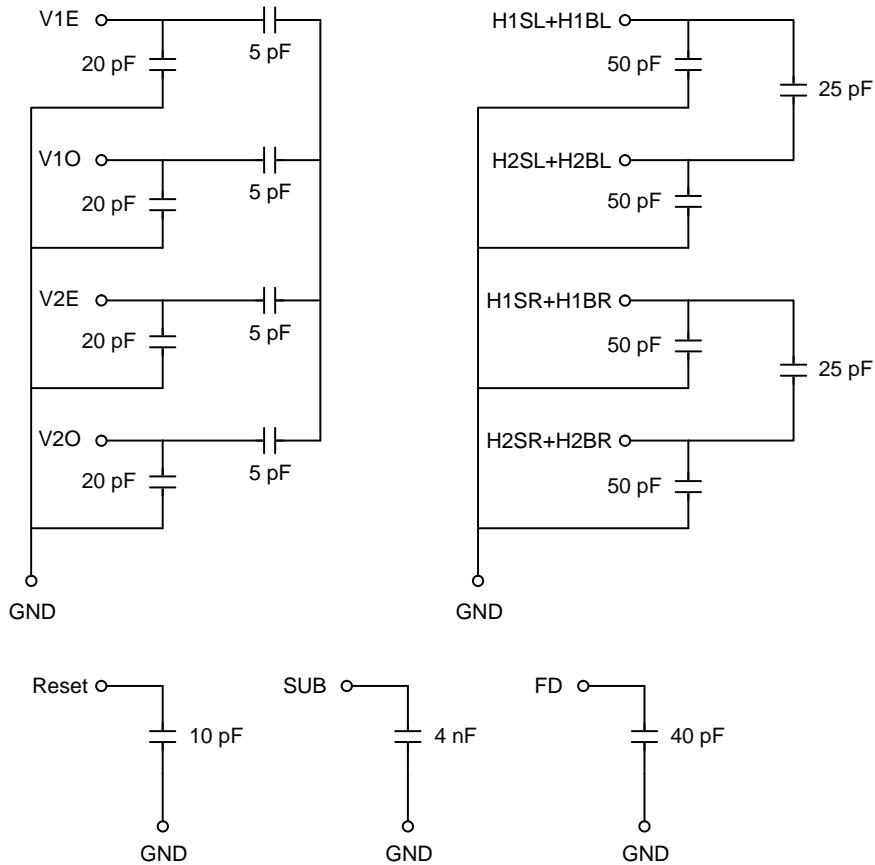 V1E
5 pF
20 pF
V1O
5 pF
20 pF
V2E
5 pF
20 pF
V2O
5 pF
20 pF
GND
H1SL+H1BL
50 pF
25 pF
H2SL+H2BL
50 pF
H1SR+H1BR
50 pF
25 pF
H2SR+H2BR
50 pF
GND
Reset
10 pF
GND
SUB
4 nF
GND
FD
40 pF
GND